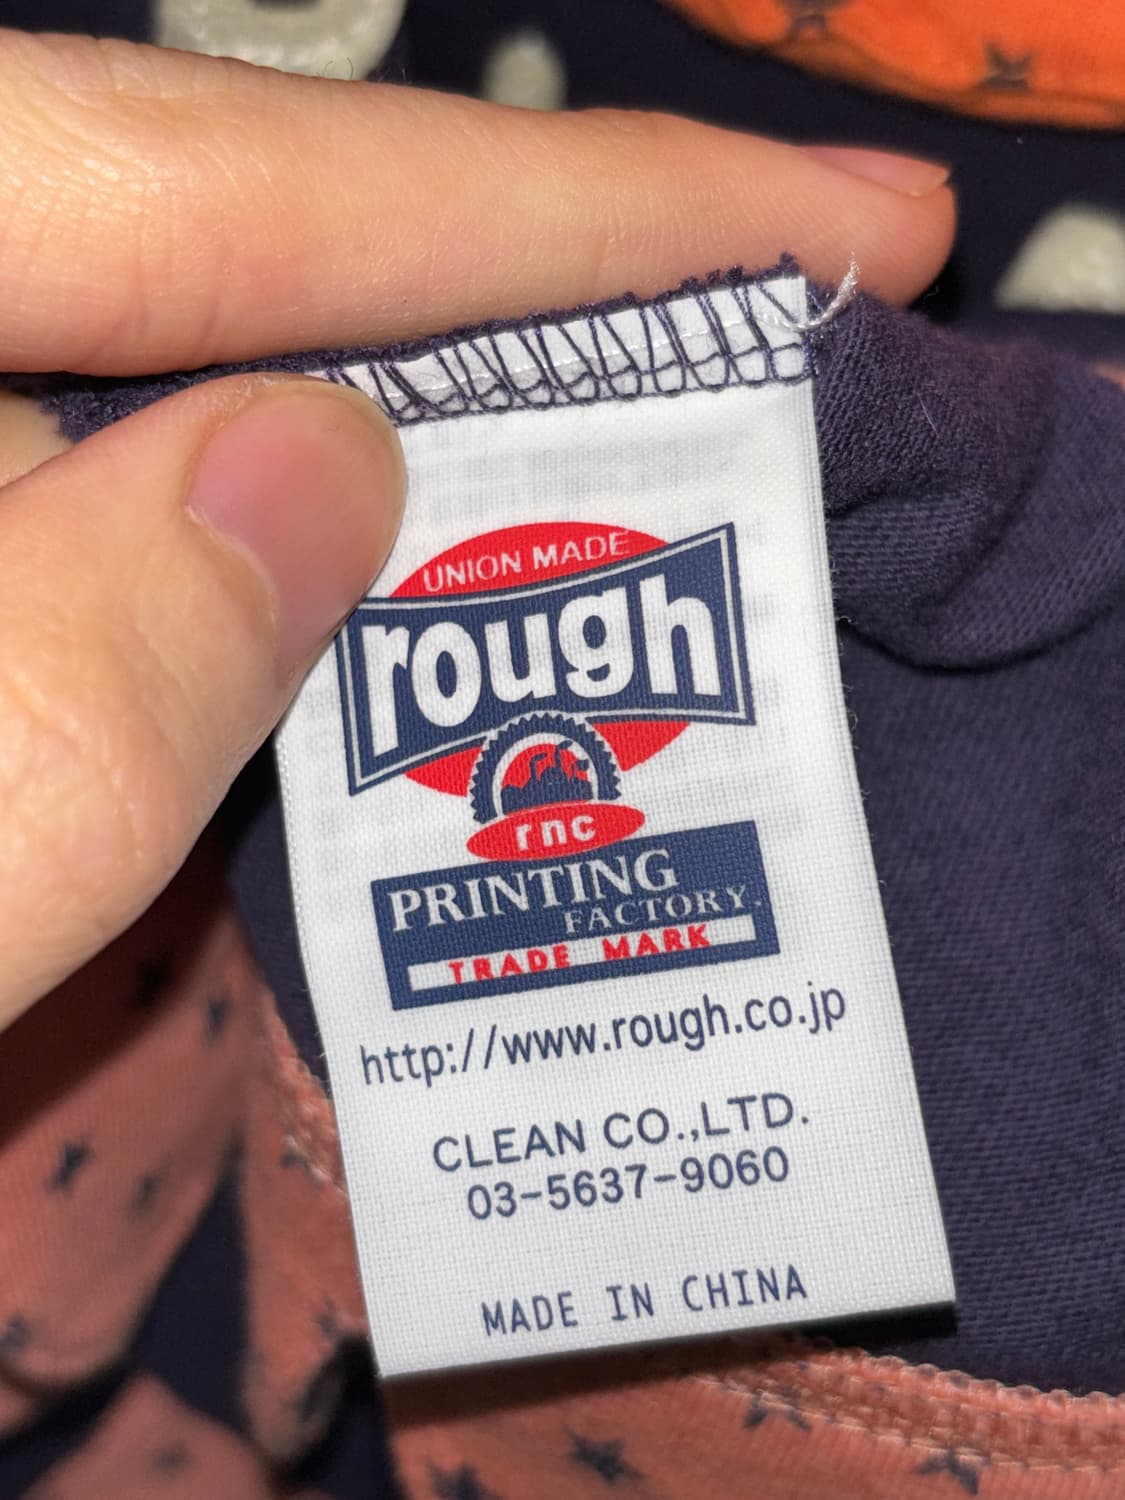 UNION MADE
rough
rnc
PRINTING
FACTORY.
TRADE MARK
http://www.rough.co.jp
CLEAN CO.,LTD.
03-5637-9060
MADE IN CHINA